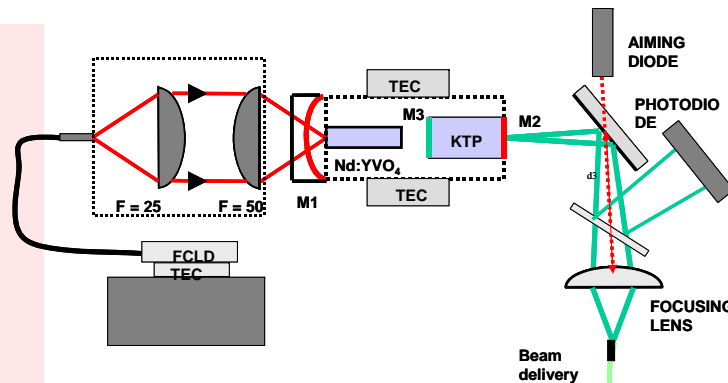 AIMING
DIODE
PHOTODIO
DE
TEC
M3
M2
KTP
Nd:YVO4
TEC
M1
F = 25
F = 50
d3
FCLD
TEC
FOCUSING
LENS
Beam
delivery